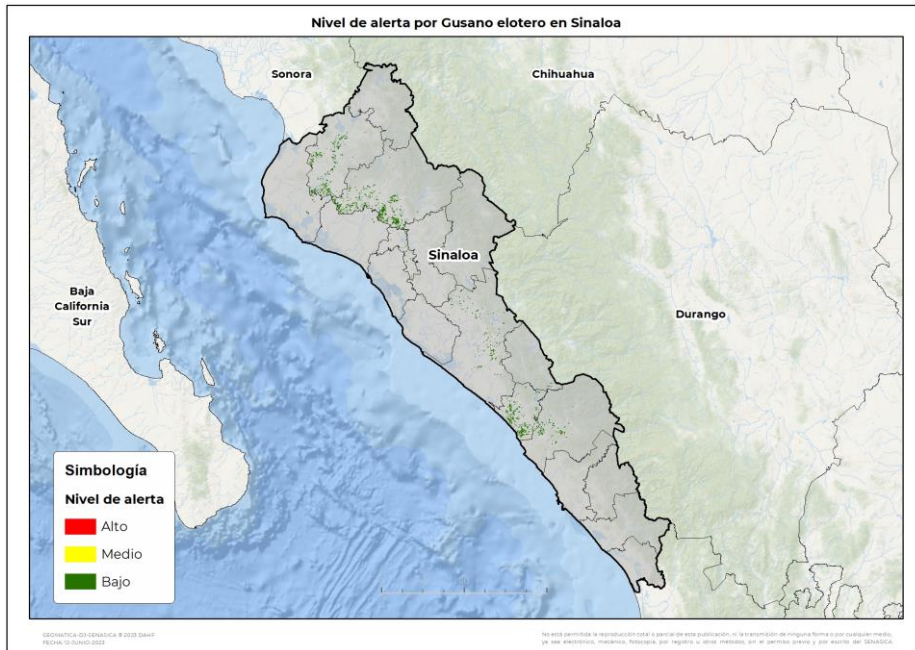 Nivel de alerta por Gusano elotero en Sinaloa
Sonora
Chihuahua
Sinaloa
Baja
California
Sur
Durango
Simbología
Nivel de alerta
Alto
Medio
Bajo
GEOMATICA-DJ-SENASICA ® 2023 DAHF
FECHA: 12-JUNIO-2023
No está permitida la reproducción total o parcial de esta publicación, ni la transmisión de ninguna forma o por cualquier medio,
ya sea electrónico, mecánico, fotocopia, por registro u otros métodos, sin el permiso previo y por escrito del SENASICA.